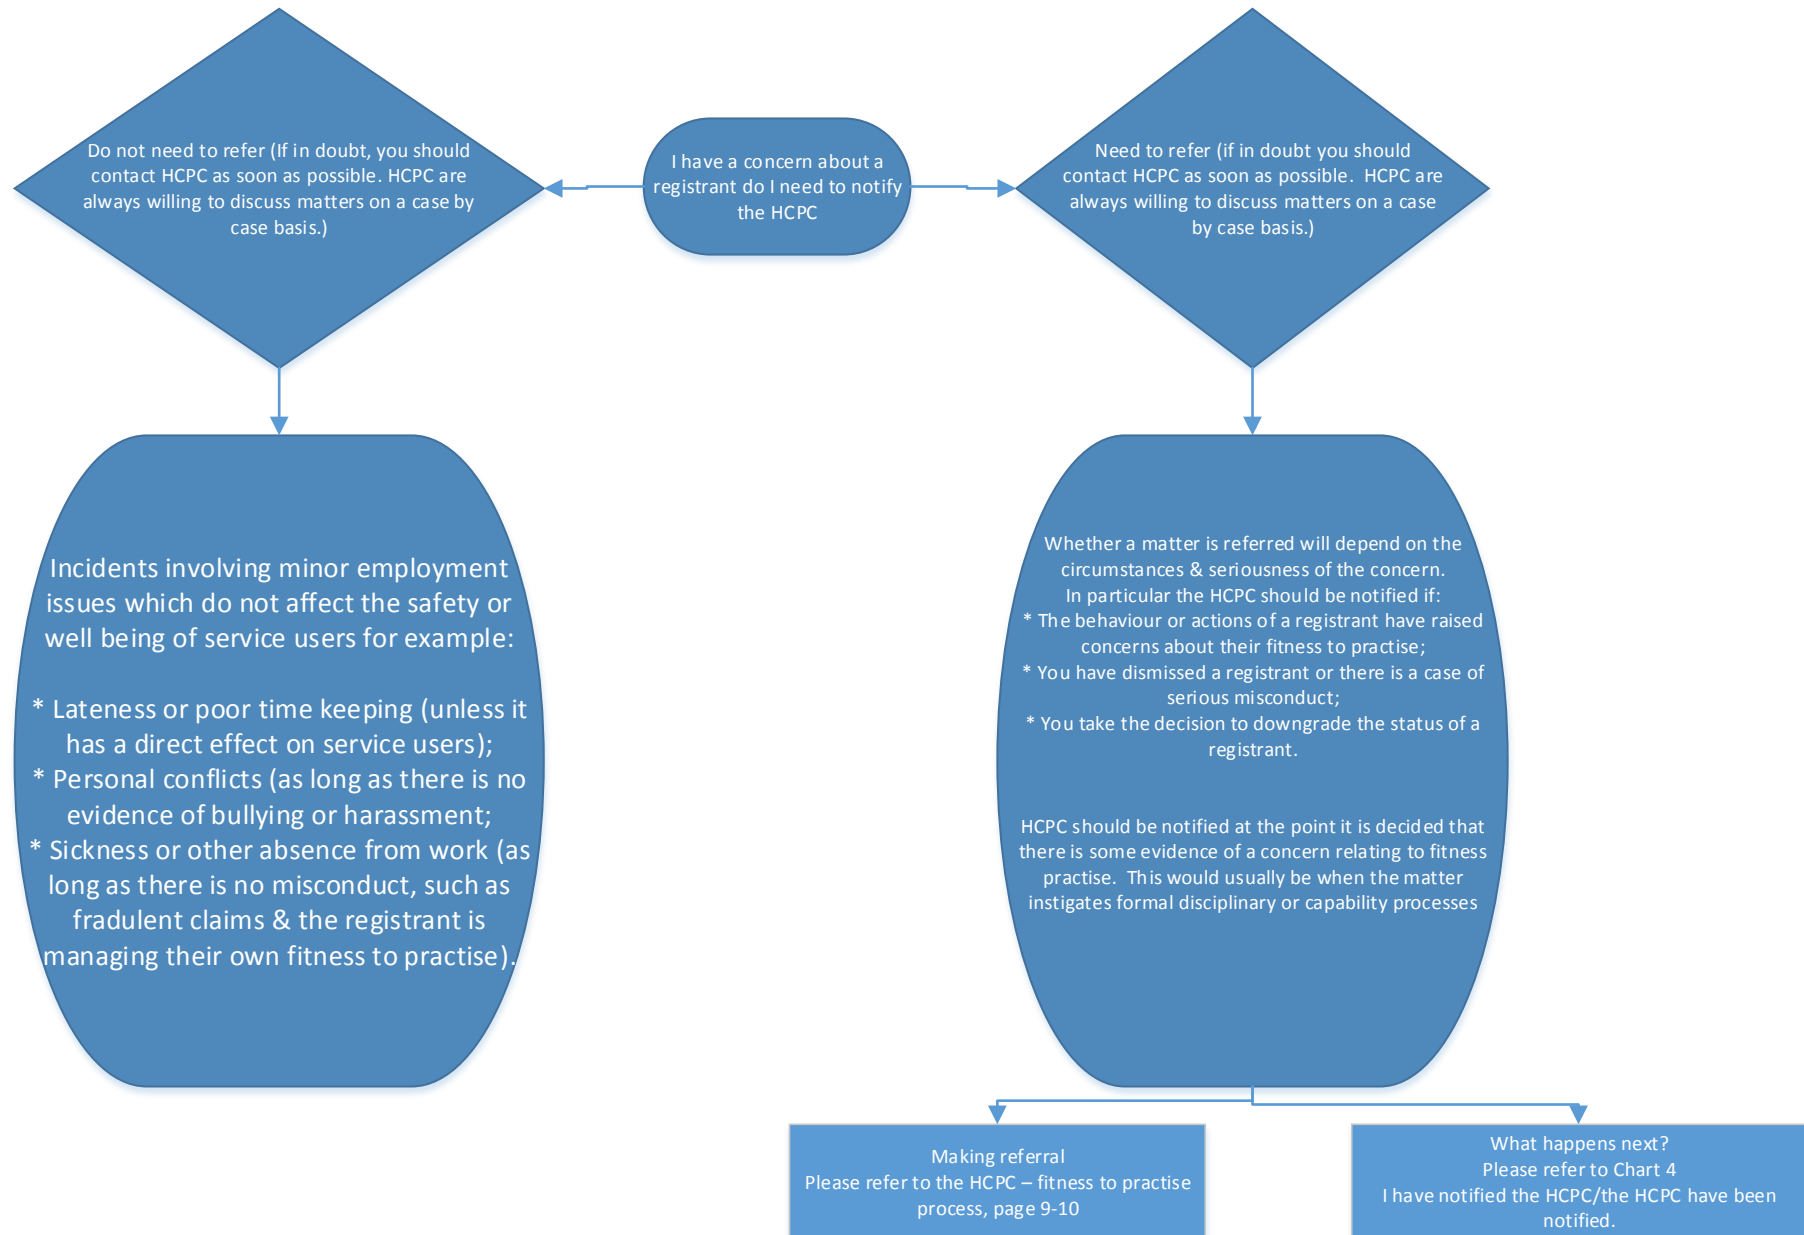 Do not need to refer (If in doubt, you should
contact HCPC as soon as possible. HCPC are
always willing to discuss matters on a case by
case basis.)
I have a concern about a
registrant do I need to notify
the HCPC
Need to refer (if in doubt you should
contact HCPC as soon as possible.  HCPC are
always willing to discuss matters on a case
by case basis.)
Incidents involving minor employment
issues which do not affect the safety or
well being of service users for example:
* Lateness or poor time keeping (unless it
has a direct effect on service users);
* Personal conflicts (as long as there is no
evidence of bullying or harassment;
* Sickness or other absence from work (as
long as there is no misconduct, such as
fradulent claims & the registrant is
managing their own fitness to practise).
Whether a matter is referred will depend on the
circumstances & seriousness of the concern.
In particular the HCPC should be notified if:
* The behaviour or actions of a registrant have raised
concerns about their fitness to practise;
* You have dismissed a registrant or there is a case of
serious misconduct;
* You take the decision to downgrade the status of a
registrant.
HCPC should be notified at the point it is decided that
there is some evidence of a concern relating to fitness
practise.  This would usually be when the matter
instigates formal disciplinary or capability processes
Making referral
Please refer to the HCPC – fitness to practise
process, page 9-10
What happens next?
Please refer to Chart 4
I have notified the HCPC/the HCPC have been
notified.